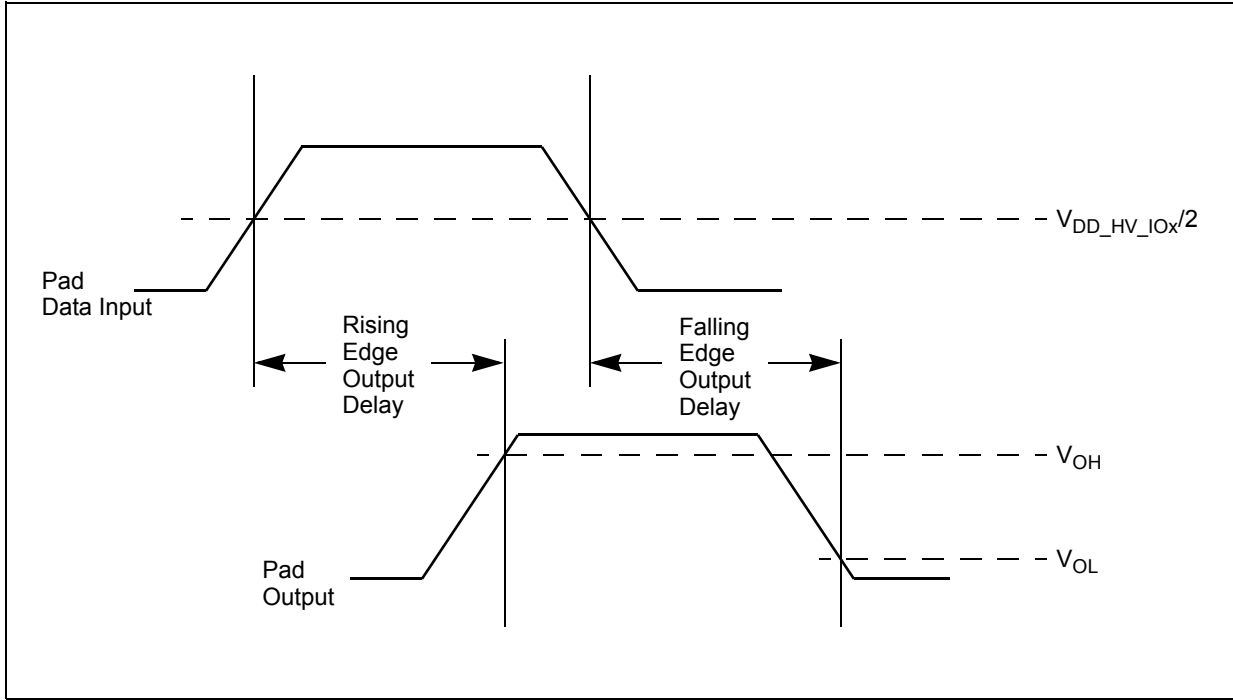 V_DD_HV_IOx/2
Pad
Data Input
Rising
Edge
Output
Delay
Falling
Edge
Output
Delay
V_OH
V_OL
Pad
Output